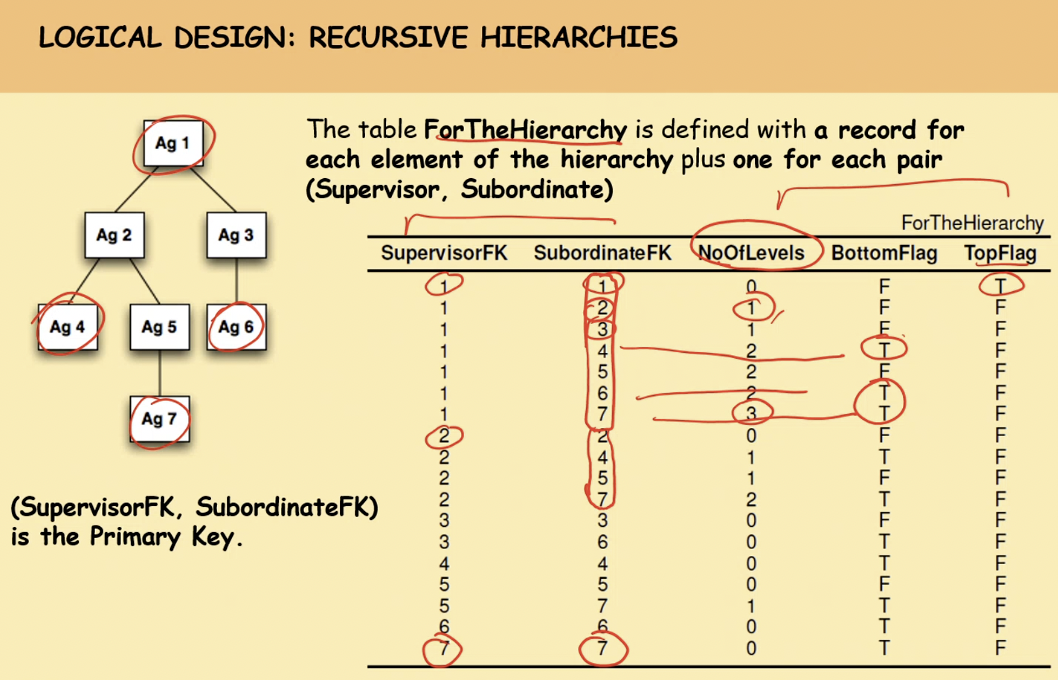 LOGICAL DESIGN: RECURSIVE HIERARCHIES
Ag 1
Ag 2
Ag 3
Ag 4
Ag 5
Ag 6
Ag 7
(SupervisorFK, SubordinateFK)
is the Primary Key.
The table ForTheHierarchy is defined with a record for
each element of the hierarchy plus one for each pair
(Supervisor, Subordinate)
ForTheHierarchy
SupervisorFK SubordinateFK NoOfLevels BottomFlag TopFlag
1 1 0 F T
1 2 1 F F
1 3 1 F F
1 4 2 T F
1 5 2 F F
1 6 2 T F
1 7 3 T F
2 2 0 F F
2 4 1 T F
2 5 1 F F
2 7 2 T F
3 3 0 F F
3 6 0 T F
4 4 0 T F
5 5 0 F F
5 7 1 T F
6 6 0 T F
7 7 0 T F